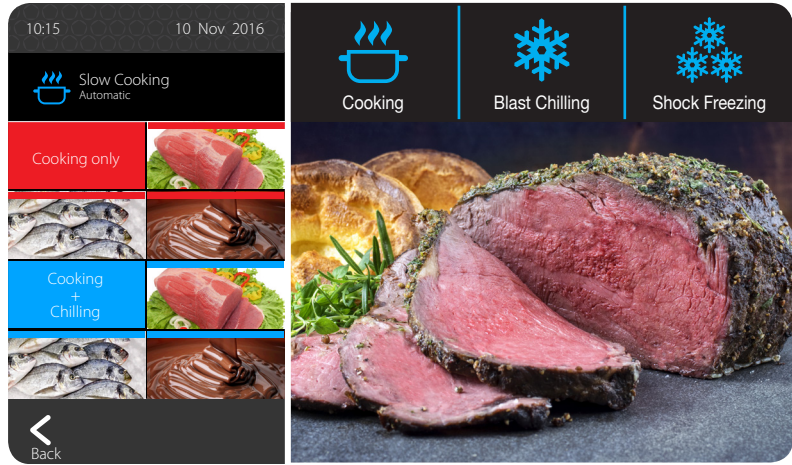 10:15
10 Nov 2016
Slow Cooking
Automatic
Cooking only
Cooking
+
Chilling
Back
Cooking
Blast Chilling
Shock Freezing